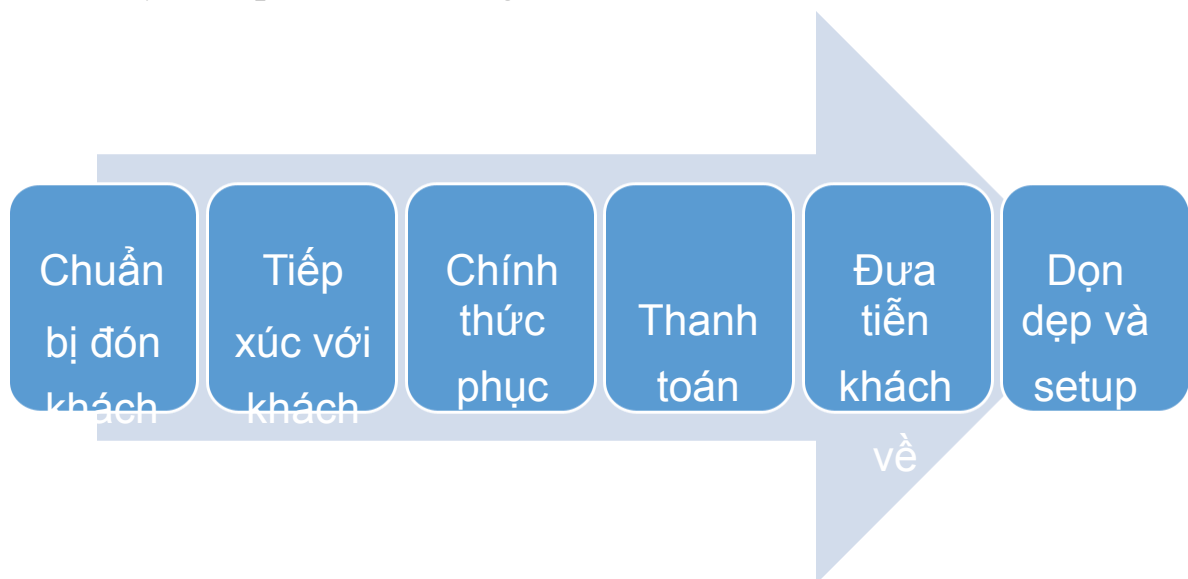 Chuẩn
bị đón
khách
Tiếp
xúc với
khách
Chính
thức
phục
Thanh
toán
Đưa
tiễn
khách
về
Dọn
dẹp và
setup